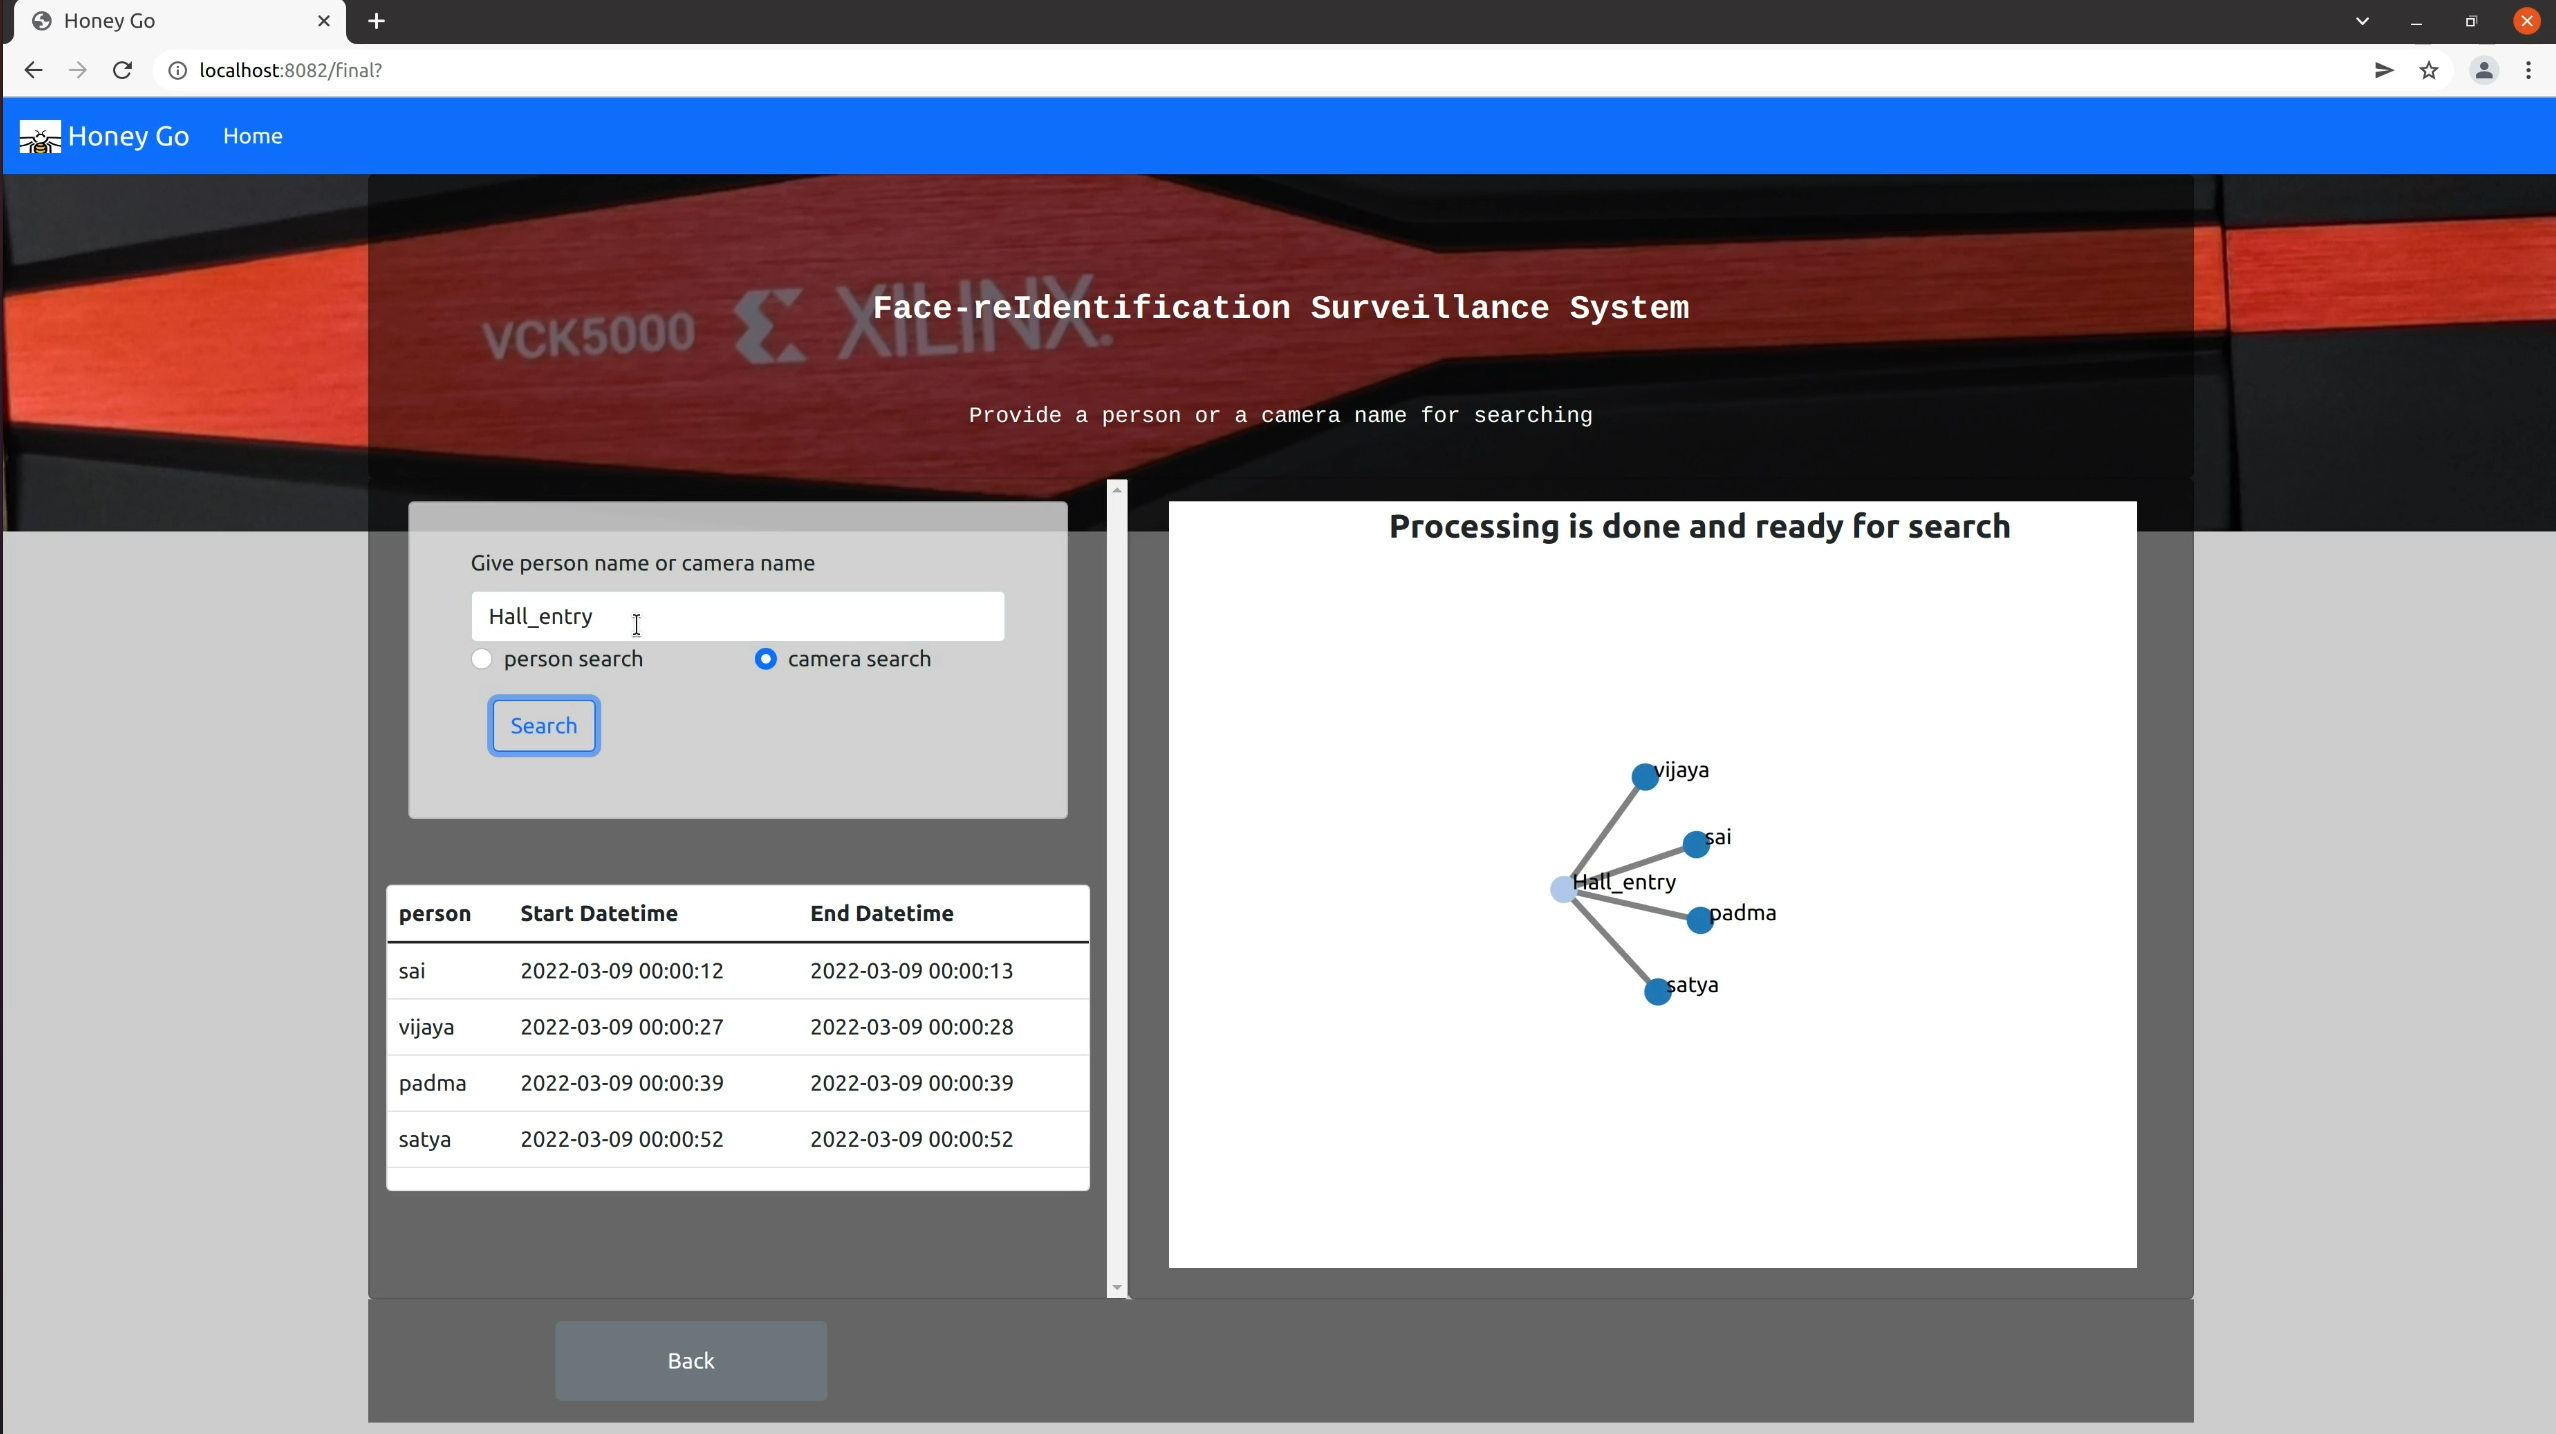 Honey Go
localhost:8082/final?
Honey Go Home
VCK5000 XILINX.
Face-reIdentification Surveillance System
Provide a person or a camera name for searching
Give person name or camera name
Hall_entry
person search camera search
Search
person Start Datetime End Datetime
sai 2022-03-09 00:00:12 2022-03-09 00:00:13
vijaya 2022-03-09 00:00:27 2022-03-09 00:00:28
padma 2022-03-09 00:00:39 2022-03-09 00:00:39
satya 2022-03-09 00:00:52 2022-03-09 00:00:52
Processing is done and ready for search
vijaya
sai
Hall_entry
padma
satya
Back